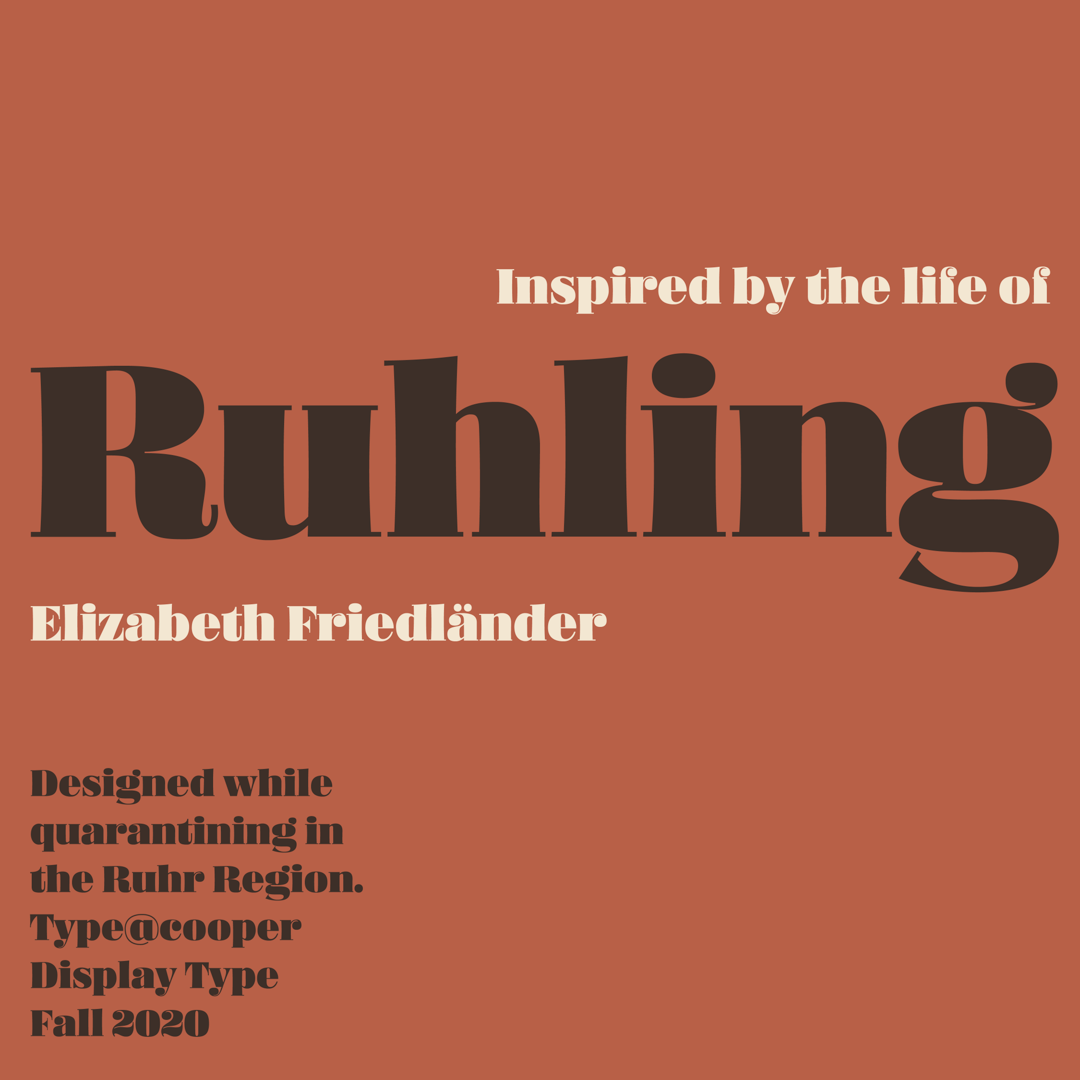 Inspired by the life of
Ruhling
Elizabeth Friedländer
Designed while
quarantining in
the Ruhr Region.
Type@cooper
Display Type
Fall 2020